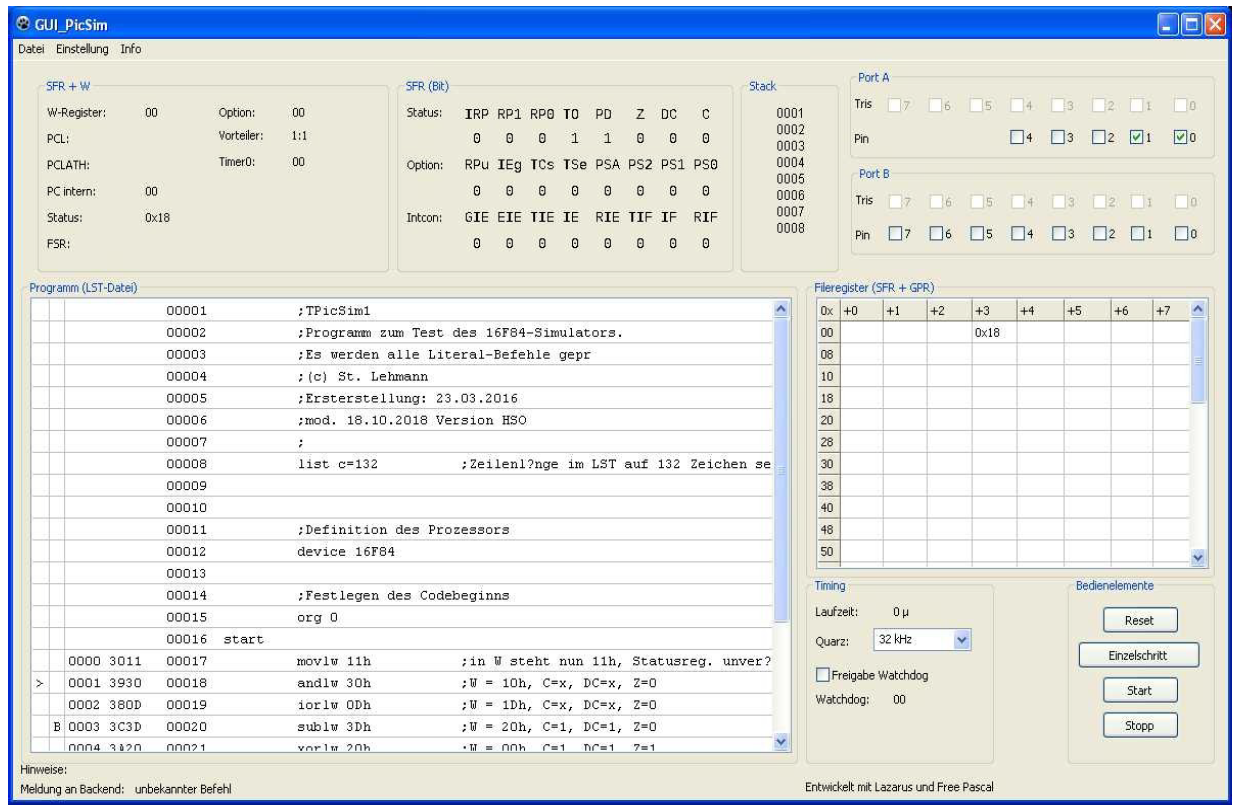 GUI_PicSim
Datei Einstellung Info
SFR + W
W-Register: 00 Option: 00
PCL: Vorteiler: 1:1
PCLATH: Timer0: 00
PC intern: 00
Status: 0x18
FSR:
SFR (Bit)
Status: IRP RP1 RP0 TO PD Z DC C
0 0 0 1 1 0 0 0
Option: RPu IEg TCs TSe PSA PS2 PS1 PS0
0 0 0 0 0 0 0 0
Intcon: GIE EIE TIE IE RIE TIF IF RIF
0 0 0 0 0 0 0 0
Stack
0001
0002
0003
0004
0005
0006
0007
0008
Port A
Tris 7 6 5 4 3 2 1 0
Pin 4 3 2 1 0
Port B
Tris 7 6 5 4 3 2 1 0
Pin 7 6 5 4 3 2 1 0
Programm (LST-Datei)
00001 ;TPicSim1
00002 ;Programm zum Test des 16F84-Simulators.
00003 ;Es werden alle Literal-Befehle gepr
00004 ;(c) St. Lehmann
00005 ;Ersterstellung: 23.03.2016
00006 ;mod. 18.10.2018 Version HSO
00007 ;
00008 list c=132 ;Zeilenl?nge im LST auf 132 Zeichen se
00009
00010
00011 ;Definition des Prozessors
00012 device 16F84
00013
00014 ;Festlegen des Codebeginns
00015 org 0
00016 start
0000 3011 00017 movlw 11h ;in W steht nun 11h, Statusreg. unver?
> 0001 3930 00018 andlw 30h ;W = 10h, C=x, DC=x, Z=0
0002 380D 00019 iorlw 0Dh ;W = 1Dh, C=x, DC=x, Z=0
B 0003 3C3D 00020 sublw 3Dh ;W = 20h, C=1, DC=1, Z=0
0004 3A20 00021 xorlw 20h ;W = 00h, C=1, DC=1, Z=1
Fileregister (SFR + GPR)
0x +0 +1 +2 +3 +4 +5 +6 +7
00 0x18
08
10
18
20
28
30
38
40
48
50
Timing
Laufzeit: 0 µ
Quarz: 32 kHz
Freigabe Watchdog
Watchdog: 00
Bedienelemente
Reset
Einzelschritt
Start
Stopp
Hinweise:
Meldung an Backend: unbekannter Befehl
Entwickelt mit Lazarus und Free Pascal